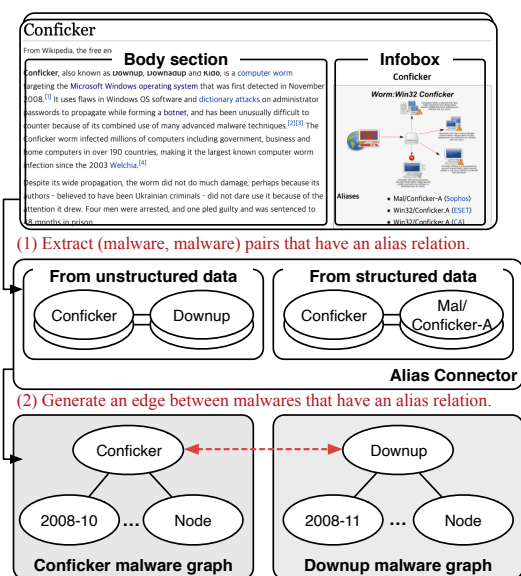 Conficker
From Wikipedia, the free en
Body section
Infobox
Conficker, also known as Downup, Downadup and Kido, is a computer worm
targeting the Microsoft Windows operating system that was first detected in November
2008.[1] It uses flaws in Windows OS software and dictionary attacks on administrator
passwords to propagate while forming a botnet, and has been unusually difficult to
counter because of its combined use of many advanced malware techniques.[2][3] The
Conficker worm infected millions of computers including government, business and
home computers in over 190 countries, making it the largest known computer worm
infection since the 2003 Welchia.[4]
Despite its wide propagation, the worm did not do much damage, perhaps because its
authors - believed to have been Ukrainian criminals - did not dare use it because of the
attention it drew. Four men were arrested, and one pled guilty and was sentenced to
48 months in prison.
Conficker
Worm:Win32 Conficker
Aliases
• Mal/Conficker-A (Sophos)
• Win32/Conficker.A (ESET)
• Win32/Conficker.A (CA)
(1) Extract (malware, malware) pairs that have an alias relation.
From unstructured data
Conficker
Downup
From structured data
Conficker
Mal/
Conficker-A
Alias Connector
(2) Generate an edge between malwares that have an alias relation.
Conficker
2008-10
...
Node
Conficker malware graph
Downup
2008-11
...
Node
Downup malware graph